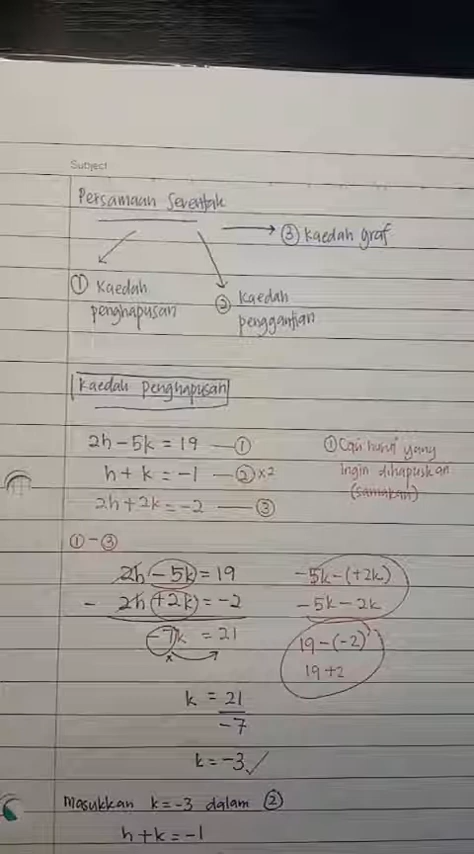 Subject
Persamaan Serentak
③ Kaedah graf
① Kaedah penghapusan
② Kaedah penggantian
Kaedah penghapusan
2h - 5k = 19 — ①
h + k = -1 — ② x2
2h + 2k = -2 — ③
① Cari huruf yang
ingin dihapuskan
(samakan)
① - ③
2h - 5k = 19
- 2h + 2k = -2
-7k = 21
-5k - (+2k)
-5k - 2k
19 - (-2)
19 + 2
k = 21
-7
k = -3 ✓
Masukkan k = -3 dalam ②
h + k = -1